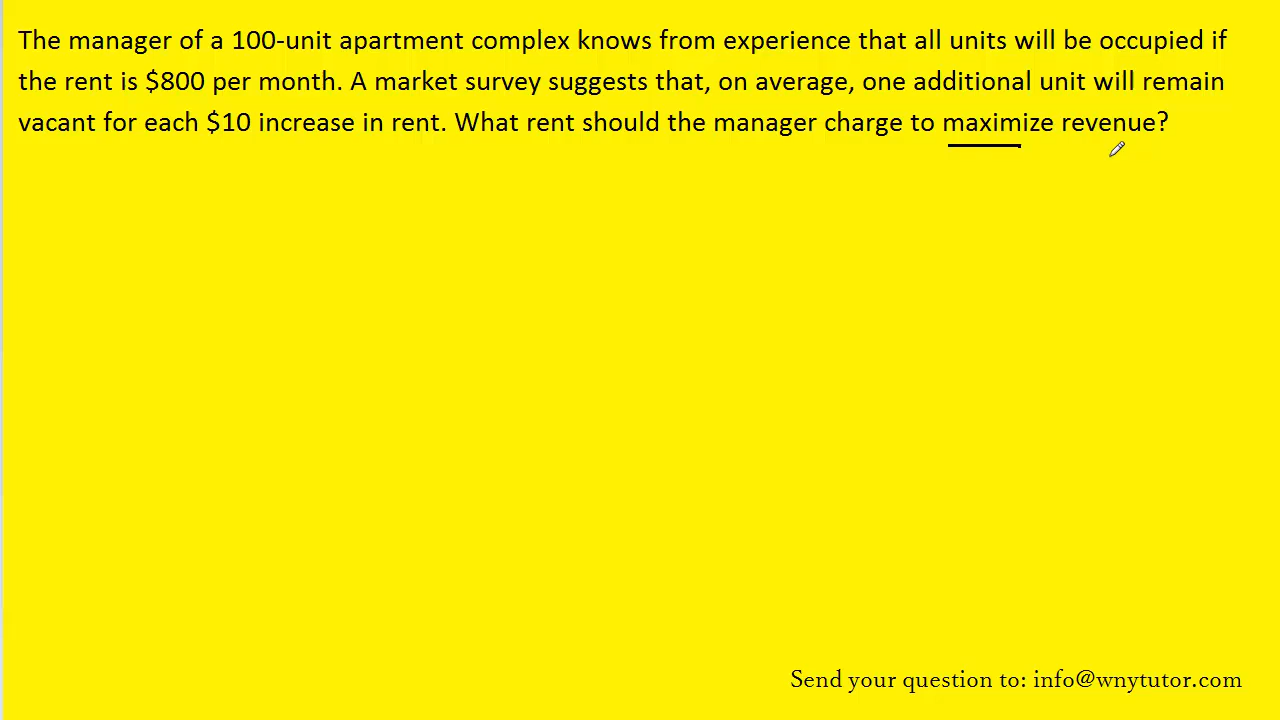 The manager of a 100-unit apartment complex knows from experience that all units will be occupied if
the rent is $800 per month. A market survey suggests that, on average, one additional unit will remain
vacant for each $10 increase in rent. What rent should the manager charge to maximize revenue?
Send your question to: info@wnytutor.com